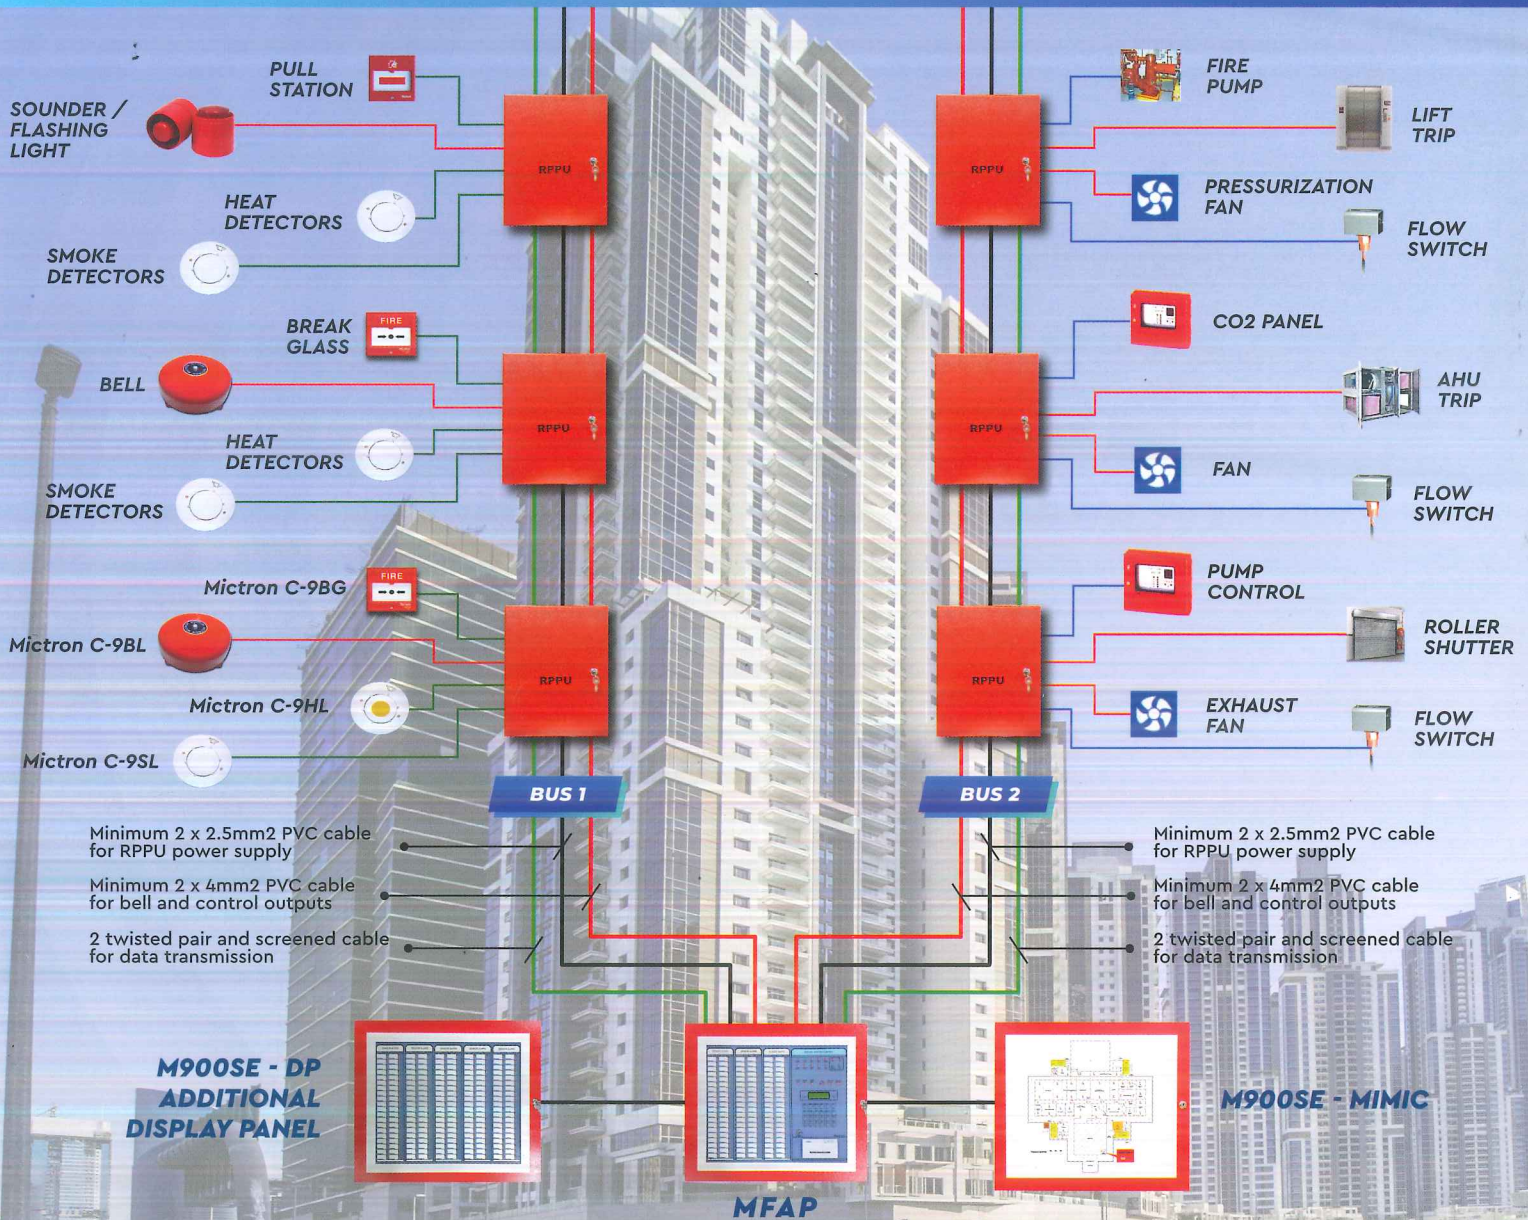 PULL
STATION
SOUNDER /
FLASHING
LIGHT
RPPU
HEAT
DETECTORS
SMOKE
DETECTORS
FIRE
PUMP
LIFT
TRIP
RPPU
PRESSURIZATION
FAN
FLOW
SWITCH
BREAK
GLASS
FIRE
BELL
RPPU
HEAT
DETECTORS
SMOKE
DETECTORS
CO2 PANEL
AHU
TRIP
RPPU
FAN
FLOW
SWITCH
Mictron C-9BG
FIRE
Mictron C-9BL
RPPU
Mictron C-9HL
Mictron C-9SL
PUMP
CONTROL
ROLLER
SHUTTER
RPPU
EXHAUST
FAN
FLOW
SWITCH
BUS 1
BUS 2
Minimum 2 x 2.5mm2 PVC cable
for RPPU power supply
Minimum 2 x 4mm2 PVC cable
for bell and control outputs
2 twisted pair and screened cable
for data transmission
Minimum 2 x 2.5mm2 PVC cable
for RPPU power supply
Minimum 2 x 4mm2 PVC cable
for bell and control outputs
2 twisted pair and screened cable
for data transmission
M900SE - DP
ADDITIONAL
DISPLAY PANEL
M900SE - MIMIC
MFAP